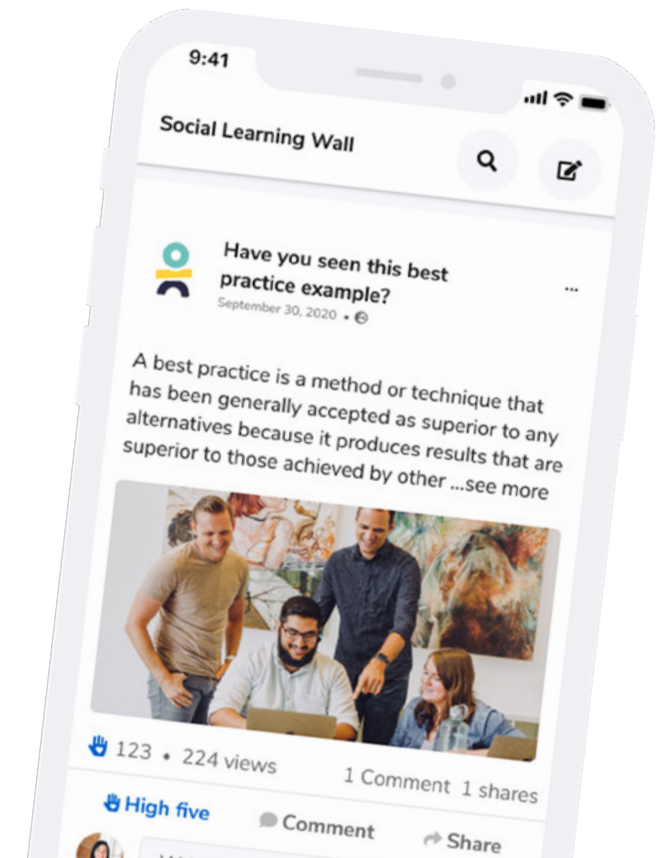 9:41
Social Learning Wall
Have you seen this best
practice example?
September 30, 2020 •
...
A best practice is a method or technique that
has been generally accepted as superior to any
alternatives because it produces results that are
superior to those achieved by other ...see more
123 • 224 views
1 Comment 1 shares
High five
Comment
Share